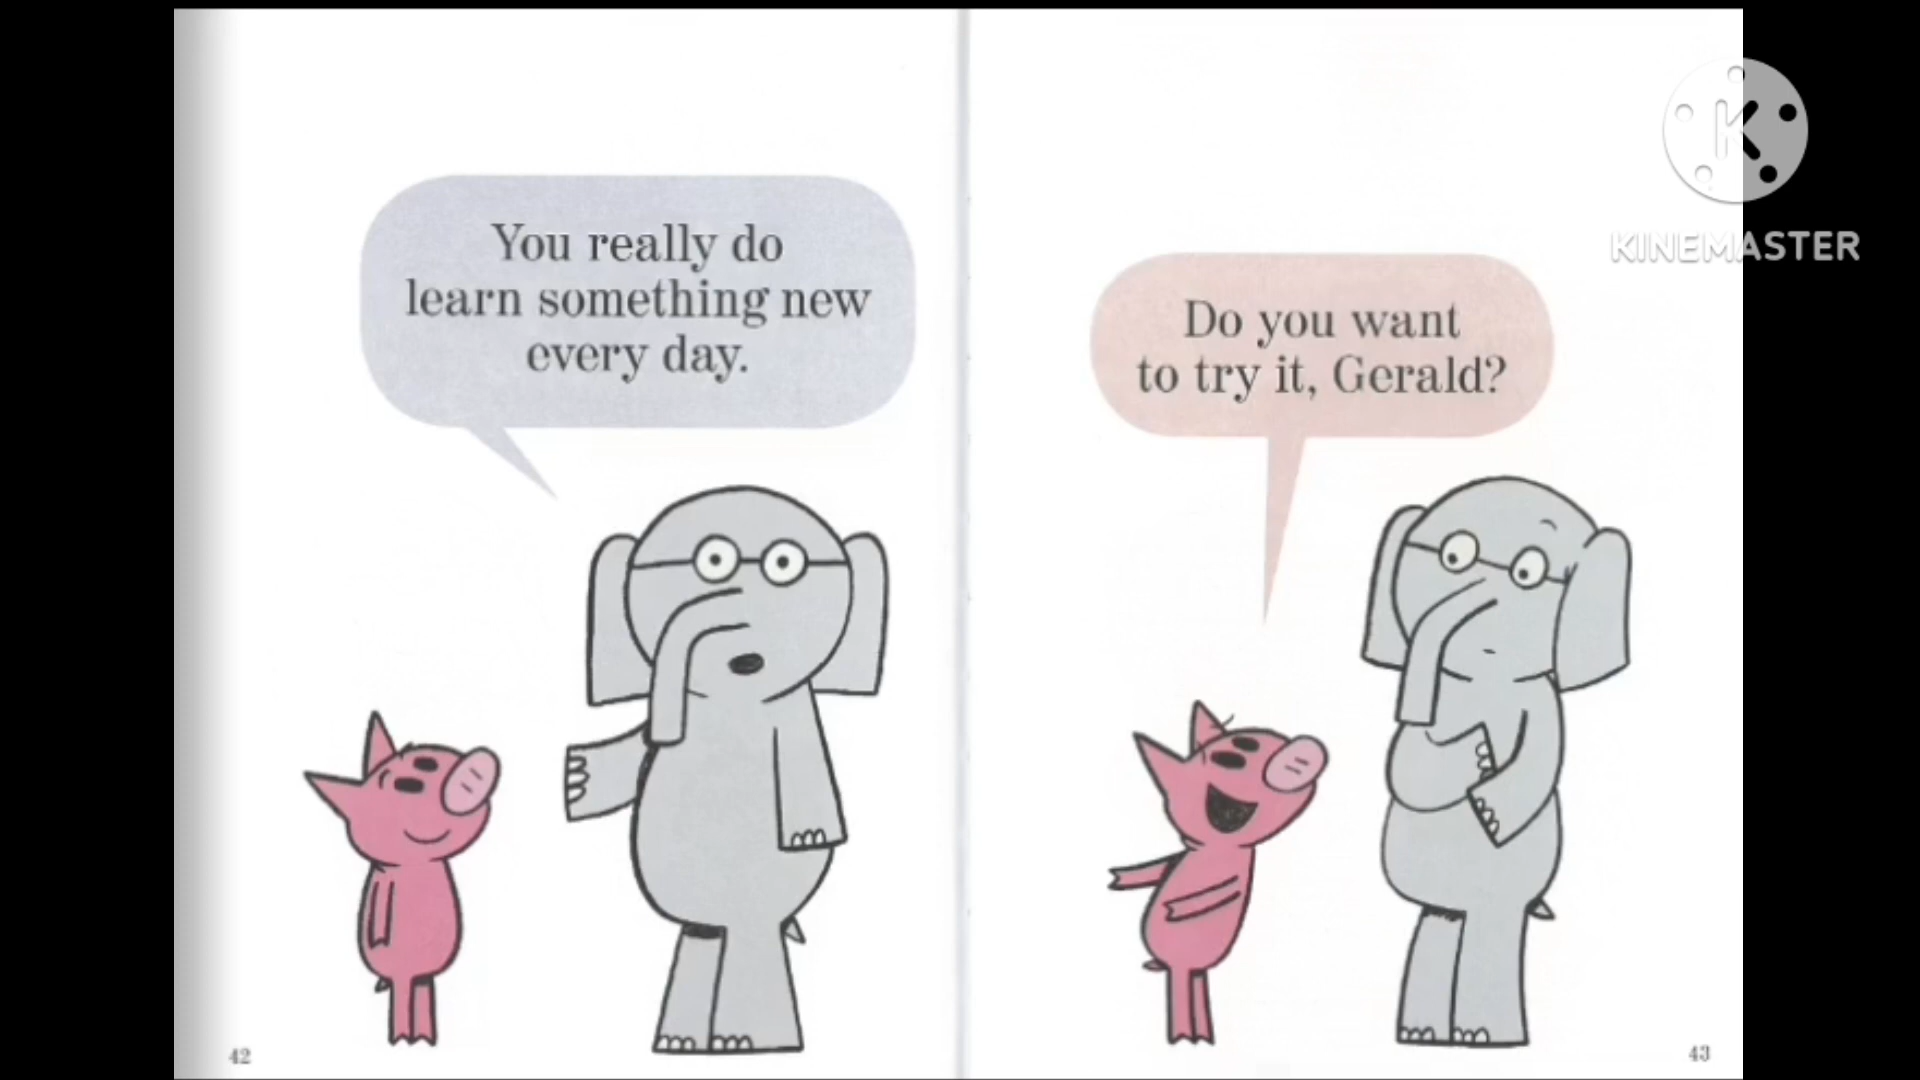 You really do
learn something new
every day.
Do you want
to try it, Gerald?
KINEMASTER
42
43